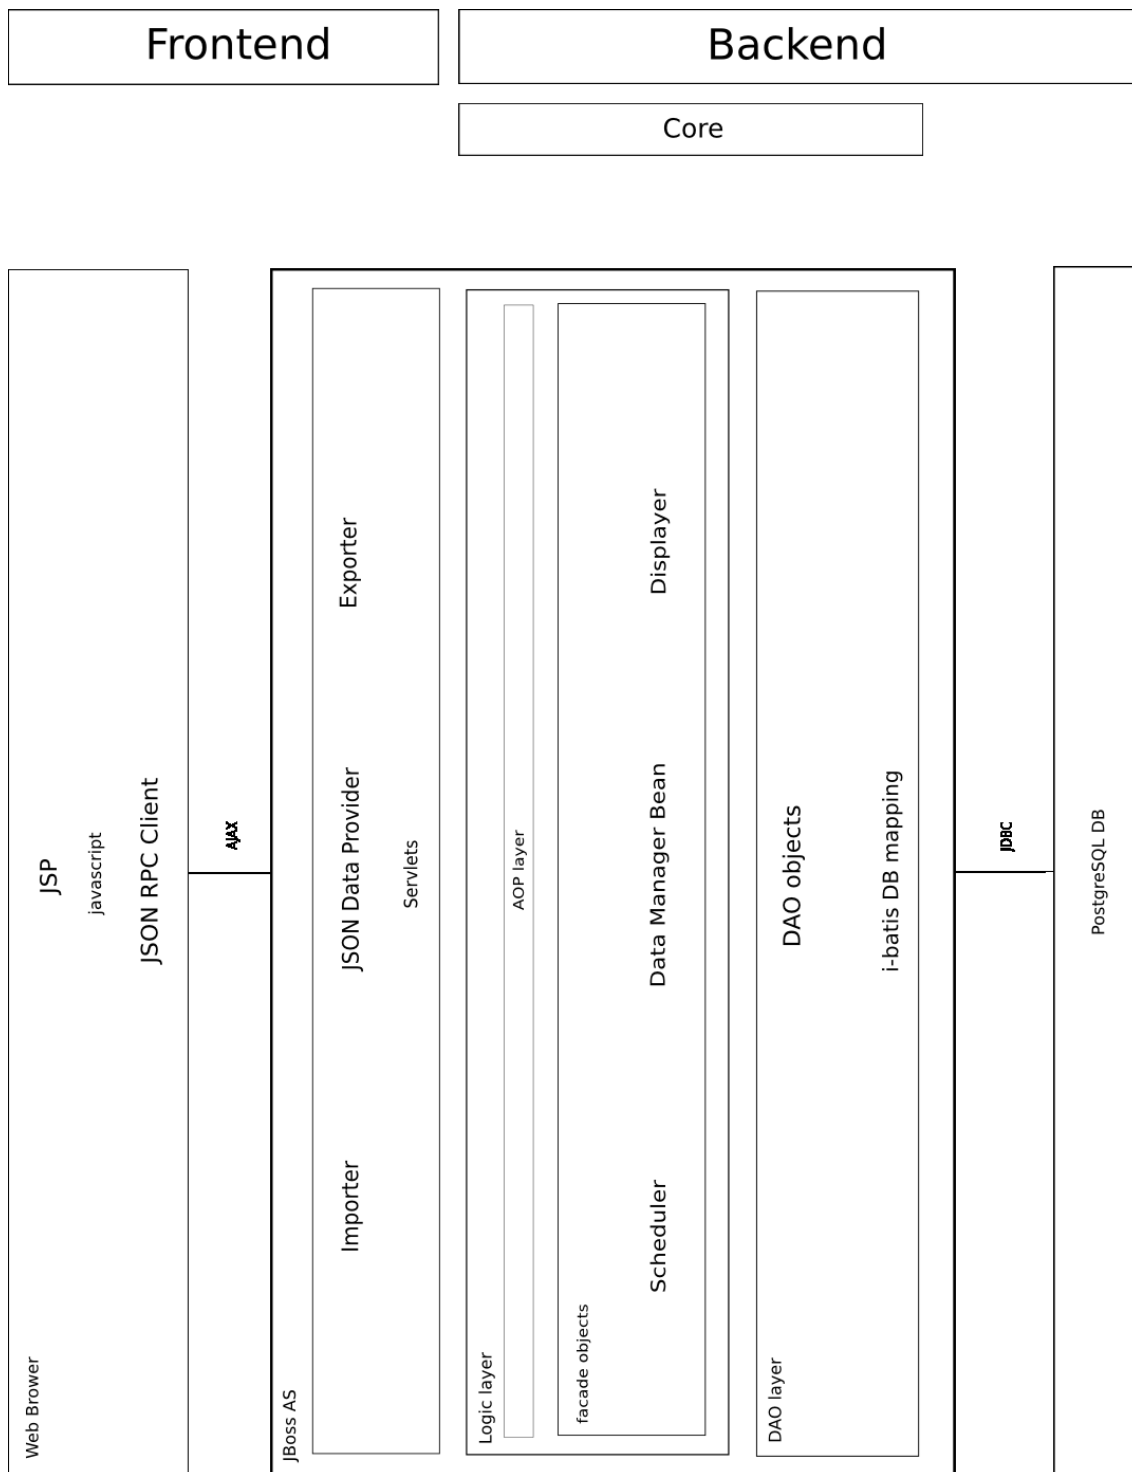 Frontend
Backend
Core
Web Brower
JSP
javascript
JSON RPC Client
AJAX
JBoss AS
Exporter
JSON Data Provider
Importer
Servlets
Logic layer
AOP layer
facade objects
Displayer
Data Manager Bean
Scheduler
DAO layer
DAO objects
i-batis DB mapping
JDBC
PostgreSQL DB